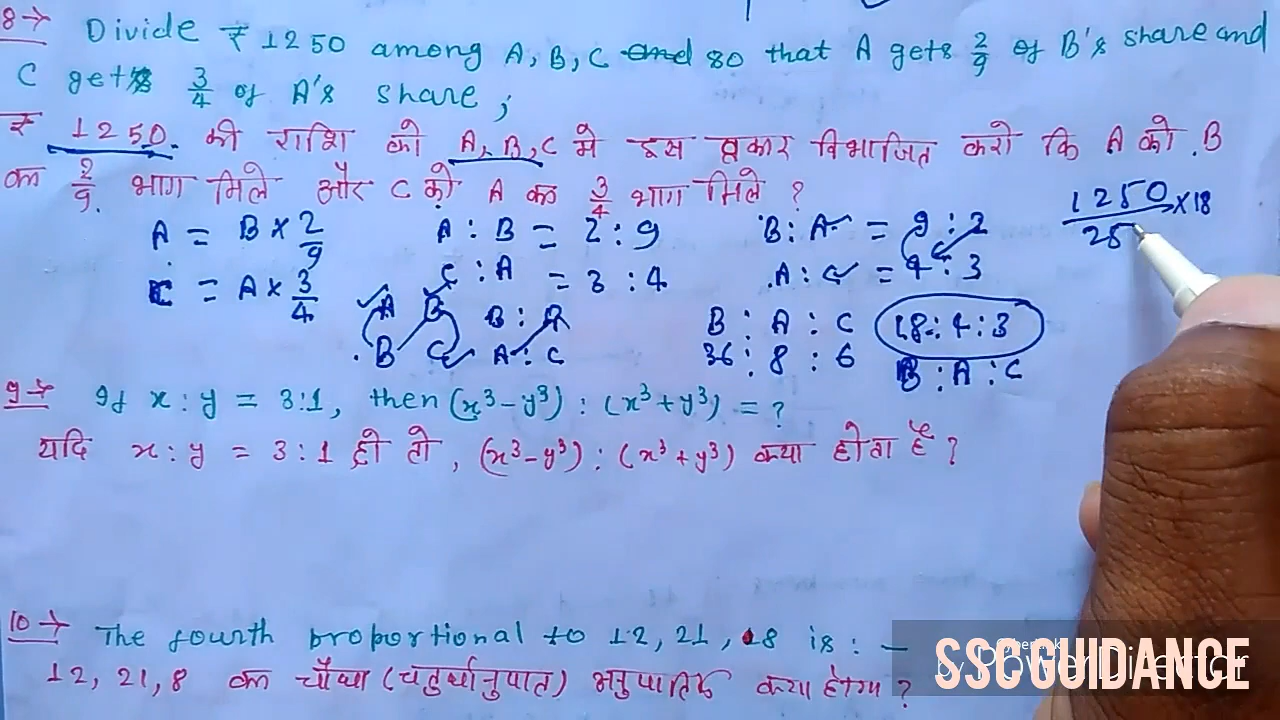 8→ Divide ₹ 1250 among A, B, C and so that A gets 2/9 of B's share and
C gets 3/4 of A's share;
₹ 1250. की राशि को A, B, C मे इस प्रकार विभाजित करो कि A को B
का 2/9 भाग मिले और C को A का 3/4 भाग मिले ?
A = B × 2/9
A : B = 2 : 9
B : A = 9 : 2
1250/25 × 18
C = A × 3/4
C : A = 3 : 4
A : C = 4 : 3
A B B : A
B C A : C
B : A : C 18 : 4 : 3
36 : 8 : 6 B : A : C
9→ If x : y = 3:1, then (x³-y³) : (x³+y³) = ?
यदि x : y = 3:1 हो तो, (x³-y³) : (x³+y³) क्या होगा है ?
10→ The fourth proportional to 12, 21, 8 is : —
12, 21, 8 का चौथा (चतुर्थानुपात) अनुपातिक क्या होगा ?
SSC GUIDANCE
by PowerDirector